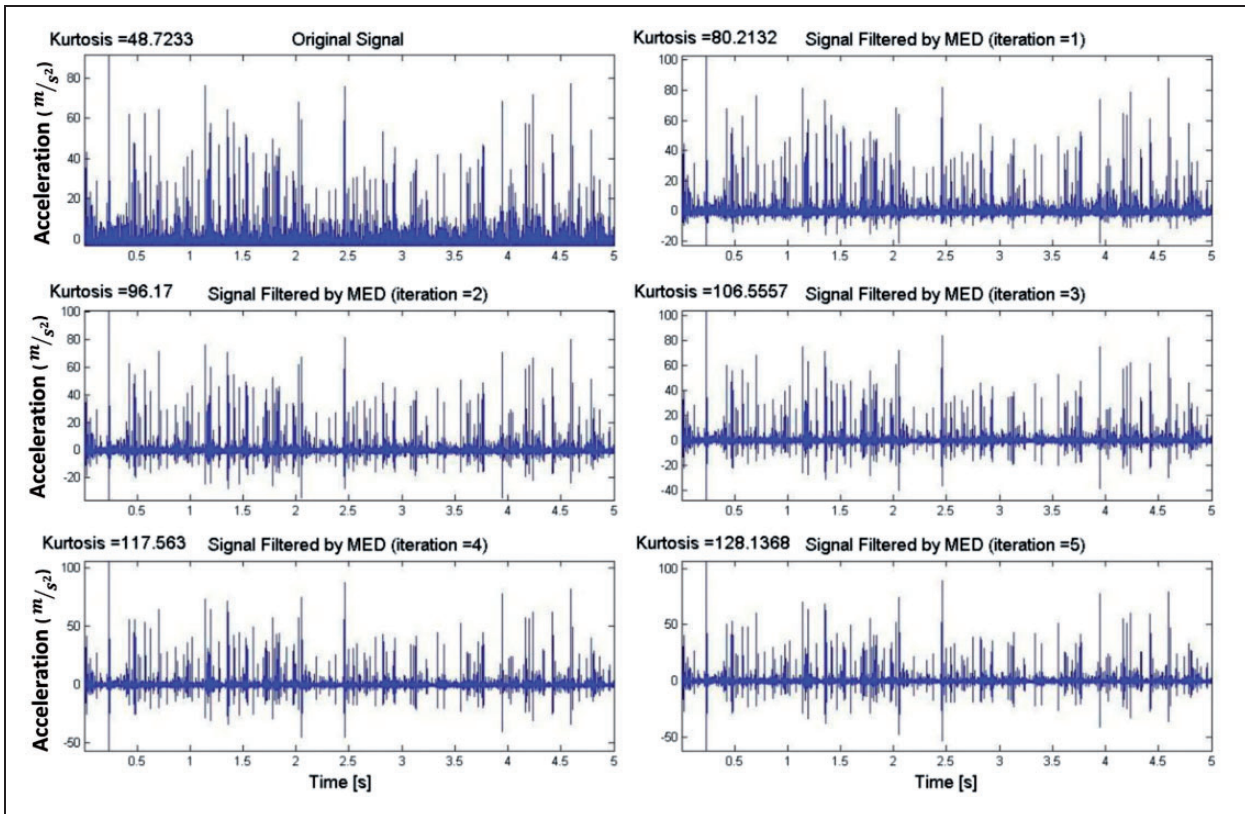 Kurtosis =48.7233 Original Signal
Acceleration ( m/s²)
80
60
40
20
0
0.5 1 1.5 2 2.5 3 3.5 4 4.5 5
Kurtosis =80.2132 Signal Filtered by MED (iteration =1)
100
80
60
40
20
0
-20
0.5 1 1.5 2 2.5 3 3.5 4 4.5 5
Kurtosis =96.17 Signal Filtered by MED (iteration =2)
Acceleration ( m/s²)
100
80
60
40
20
0
-20
0.5 1 1.5 2 2.5 3 3.5 4 4.5 5
Kurtosis =106.5557 Signal Filtered by MED (iteration =3)
100
80
60
40
20
0
-20
-40
0.5 1 1.5 2 2.5 3 3.5 4 4.5 5
Kurtosis =117.563 Signal Filtered by MED (iteration =4)
Acceleration ( m/s²)
100
50
0
-50
0.5 1 1.5 2 2.5 3 3.5 4 4.5 5
Time [s]
Kurtosis =128.1368 Signal Filtered by MED (iteration =5)
100
50
0
-50
0.5 1 1.5 2 2.5 3 3.5 4 4.5 5
Time [s]